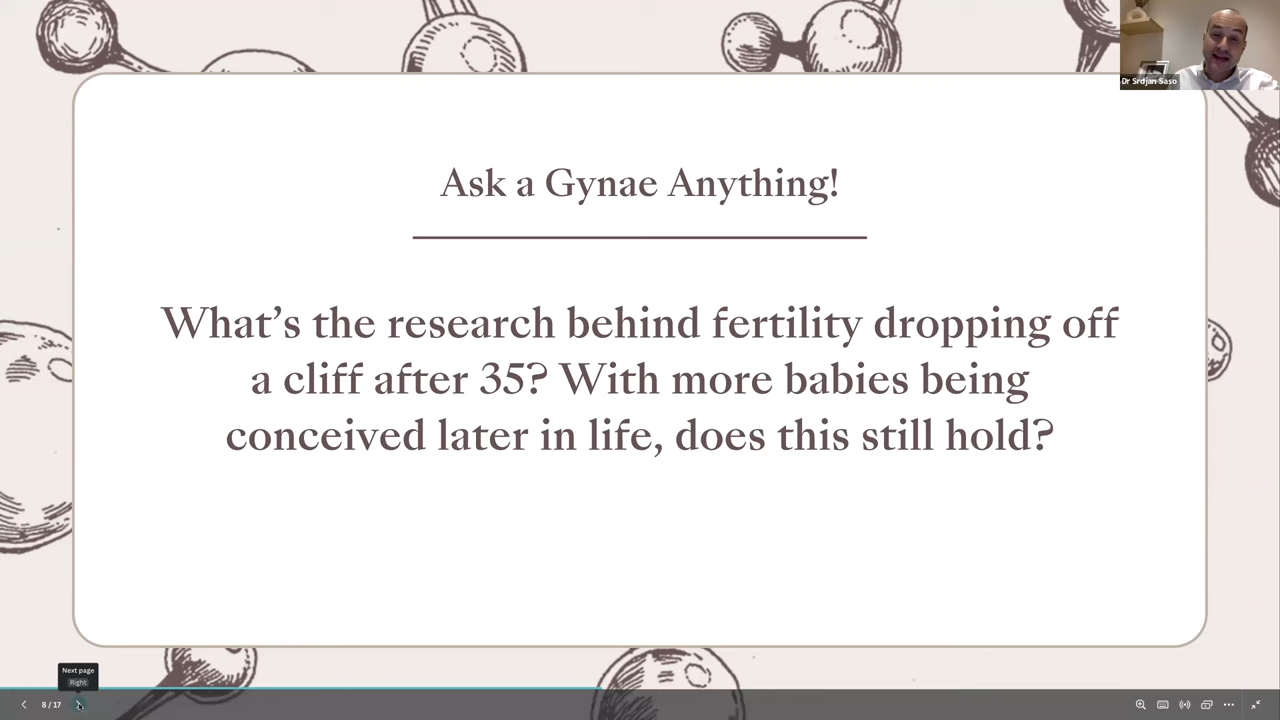 Dr Srdjan Saso
Ask a Gynae Anything!
What’s the research behind fertility dropping off
a cliff after 35? With more babies being
conceived later in life, does this still hold?
Next page
Right
8 / 17